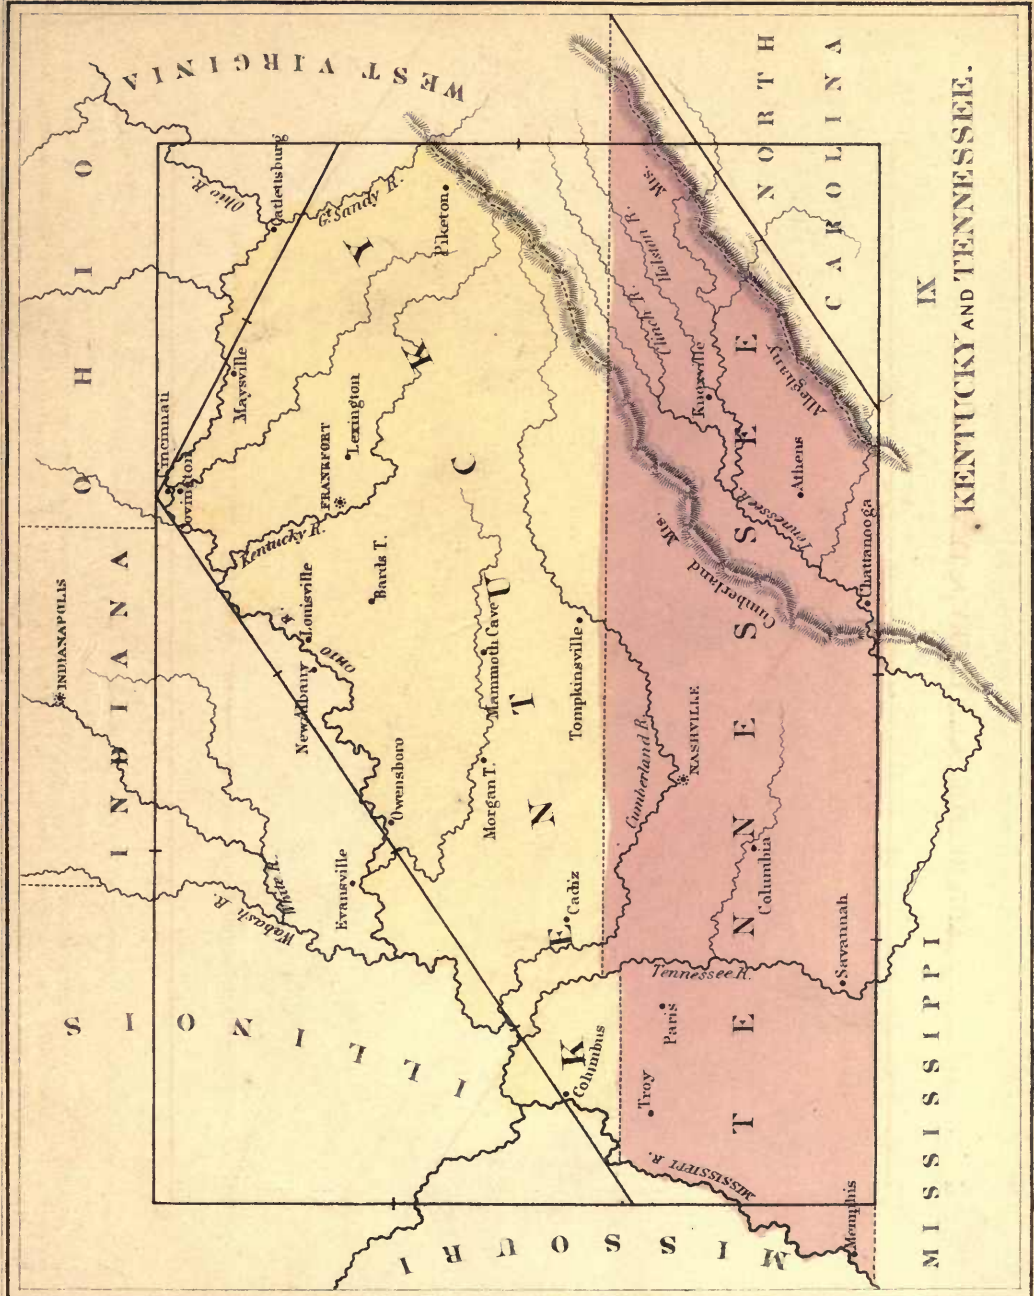 IX
KENTUCKY AND TENNESSEE.
OHIO
INDIANA
ILLINOIS
MISSOURI
MISSISSIPPI
NORTH
CAROLINA
WEST VIRGINIA
KENTUCKY
TENNESSEE
INDIANAPOLIS
Cincinnati
Covington
Maysville
Catlettsburg
Ohio R.
Gt. Sandy R.
Piketon
Lexington
FRANKFORT
Kentucky R.
Bards T.
Louisville
OHIO R.
New Albany
Owensboro
Evansville
White R.
Wabash R.
Morgan T.
Mammoth Cave
Tompkinsville
Cadiz
Columbus
Cumberland R.
NASHVILLE
Tennessee R.
Paris
Troy
MISSISSIPPI R.
Memphis
Savannah
Columbia
Cumberland Mts.
Chattanooga
Tennessee R.
Athens
Knoxville
Clinch R.
Holston R.
Alleghany Mts.